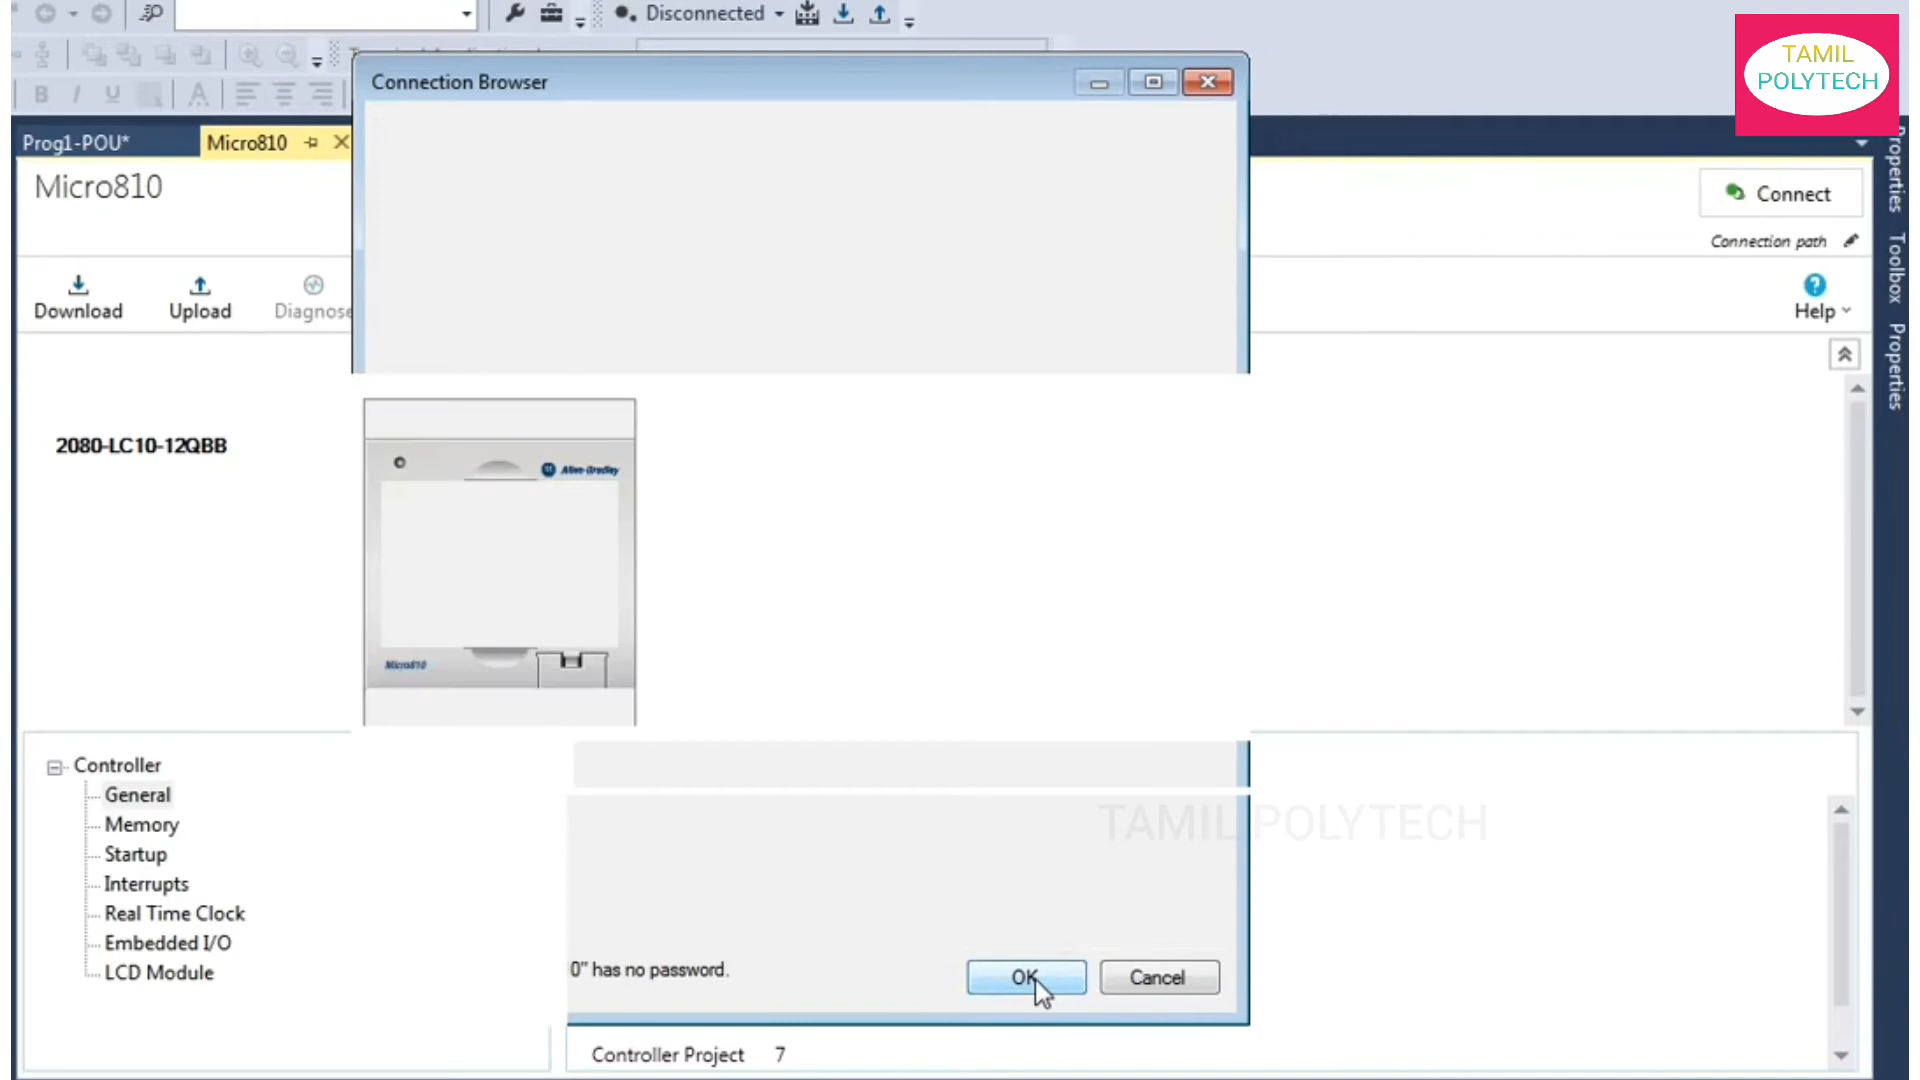 Disconnected
TAMIL
POLYTECH
Connection Browser
B I U A
Prog1-POU*
Micro810
Micro810
Connect
Connection path
Download
Upload
Diagnose
Help
Properties
Toolbox
Properties
2080-LC10-12QBB
Allen-Bradley
Micro810
Controller
General
Memory
Startup
Interrupts
Real Time Clock
Embedded I/O
LCD Module
TAMIL POLYTECH
0" has no password.
OK
Cancel
Controller Project 7